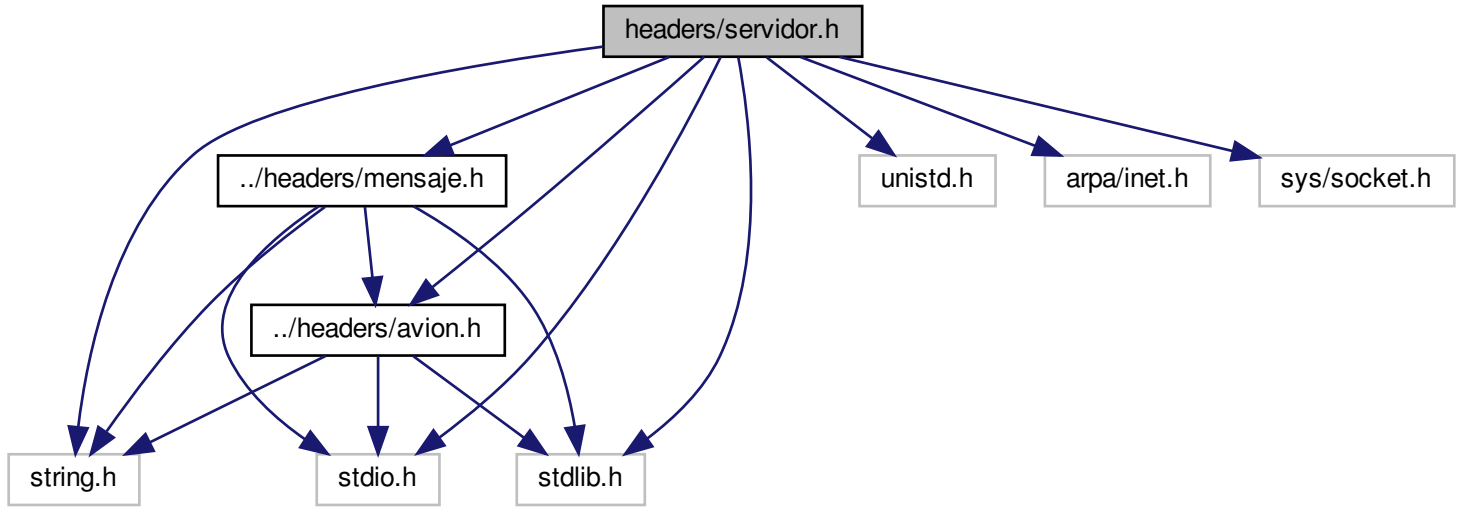 headers/servidor.h
../headers/mensaje.h
unistd.h
arpa/inet.h
sys/socket.h
../headers/avion.h
string.h
stdio.h
stdlib.h